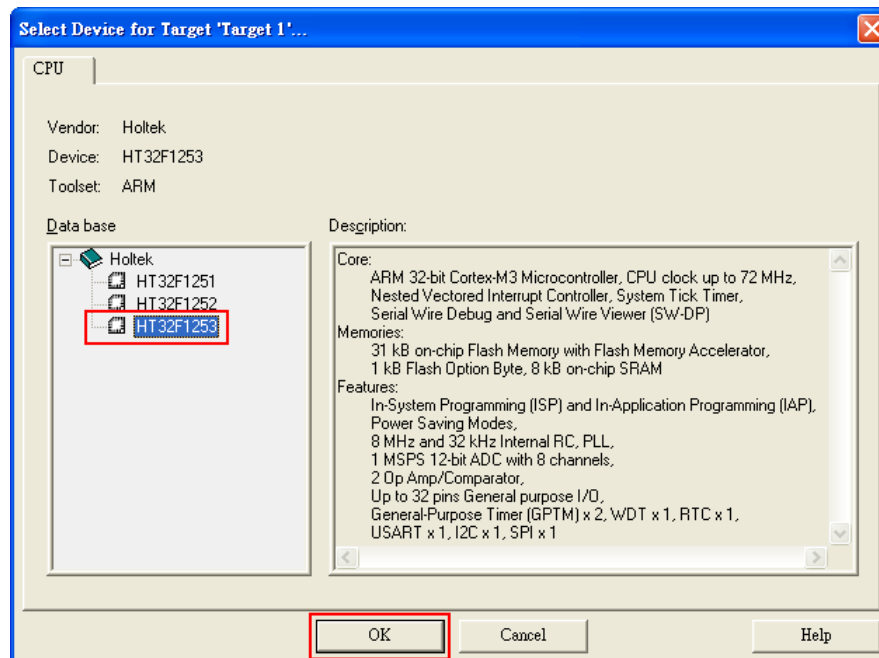 Select Device for Target 'Target 1'...
CPU
Vendor: Holtek
Device: HT32F1253
Toolset: ARM
Data base
Description:
Holtek
HT32F1251
HT32F1252
HT32F1253
Core:
ARM 32-bit Cortex-M3 Microcontroller, CPU clock up to 72 MHz,
Nested Vectored Interrupt Controller, System Tick Timer,
Serial Wire Debug and Serial Wire Viewer (SW-DP)
Memories:
31 kB on-chip Flash Memory with Flash Memory Accelerator,
1 kB Flash Option Byte, 8 kB on-chip SRAM
Features:
In-System Programming (ISP) and In-Application Programming (IAP),
Power Saving Modes,
8 MHz and 32 kHz Internal RC, PLL,
1 MSPS 12-bit ADC with 8 channels,
2 Op Amp/Comparator,
Up to 32 pins General purpose I/O,
General-Purpose Timer (GPTM) x 2, WDT x 1, RTC x 1,
USART x 1, I2C x 1, SPI x 1
OK
Cancel
Help